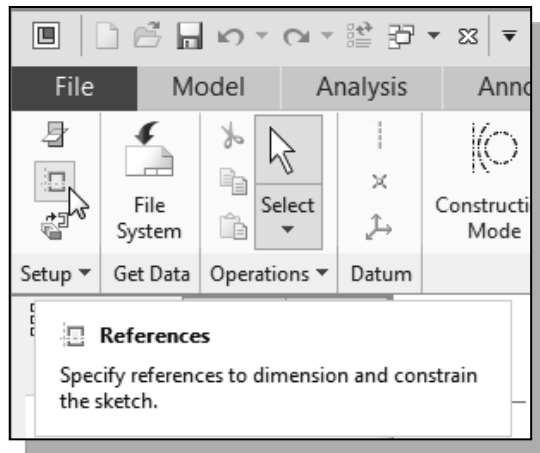 File Model Analysis Anno
File System
Select
Constructi
Mode
Setup Get Data Operations Datum
References
Specify references to dimension and constrain
the sketch.